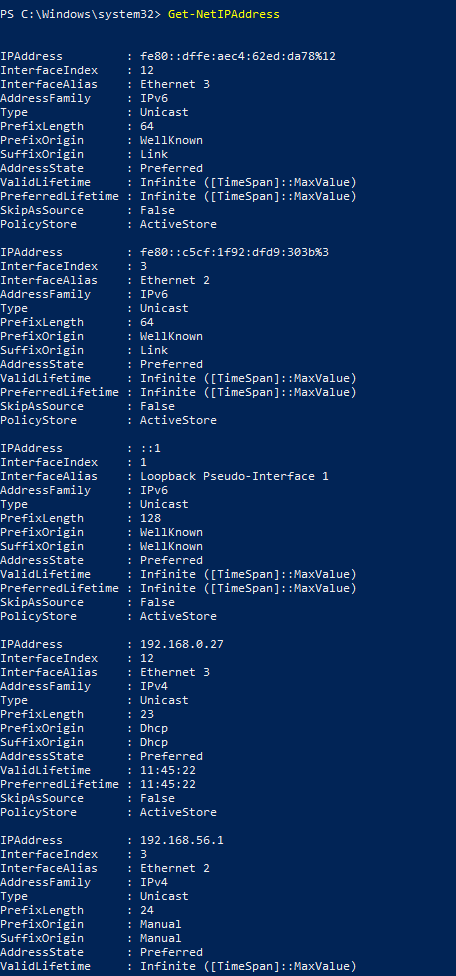 PS C:\Windows\system32> Get-NetIPAddress
IPAddress         : fe80::dffe:aec4:62ed:da78%12
InterfaceIndex    : 12
InterfaceAlias    : Ethernet 3
AddressFamily     : IPv6
Type              : Unicast
PrefixLength      : 64
PrefixOrigin      : WellKnown
SuffixOrigin      : Link
AddressState      : Preferred
ValidLifetime     : Infinite ([TimeSpan]::MaxValue)
PreferredLifetime : Infinite ([TimeSpan]::MaxValue)
SkipAsSource      : False
PolicyStore       : ActiveStore
IPAddress         : fe80::c5cf:1f92:dfd9:303b%3
InterfaceIndex    : 3
InterfaceAlias    : Ethernet 2
AddressFamily     : IPv6
Type              : Unicast
PrefixLength      : 64
PrefixOrigin      : WellKnown
SuffixOrigin      : Link
AddressState      : Preferred
ValidLifetime     : Infinite ([TimeSpan]::MaxValue)
PreferredLifetime : Infinite ([TimeSpan]::MaxValue)
SkipAsSource      : False
PolicyStore       : ActiveStore
IPAddress         : ::1
InterfaceIndex    : 1
InterfaceAlias    : Loopback Pseudo-Interface 1
AddressFamily     : IPv6
Type              : Unicast
PrefixLength      : 128
PrefixOrigin      : WellKnown
SuffixOrigin      : WellKnown
AddressState      : Preferred
ValidLifetime     : Infinite ([TimeSpan]::MaxValue)
PreferredLifetime : Infinite ([TimeSpan]::MaxValue)
SkipAsSource      : False
PolicyStore       : ActiveStore
IPAddress         : 192.168.0.27
InterfaceIndex    : 12
InterfaceAlias    : Ethernet 3
AddressFamily     : IPv4
Type              : Unicast
PrefixLength      : 23
PrefixOrigin      : Dhcp
SuffixOrigin      : Dhcp
AddressState      : Preferred
ValidLifetime     : 11:45:22
PreferredLifetime : 11:45:22
SkipAsSource      : False
PolicyStore       : ActiveStore
IPAddress         : 192.168.56.1
InterfaceIndex    : 3
InterfaceAlias    : Ethernet 2
AddressFamily     : IPv4
Type              : Unicast
PrefixLength      : 24
PrefixOrigin      : Manual
SuffixOrigin      : Manual
AddressState      : Preferred
ValidLifetime     : Infinite ([TimeSpan]::MaxValue)